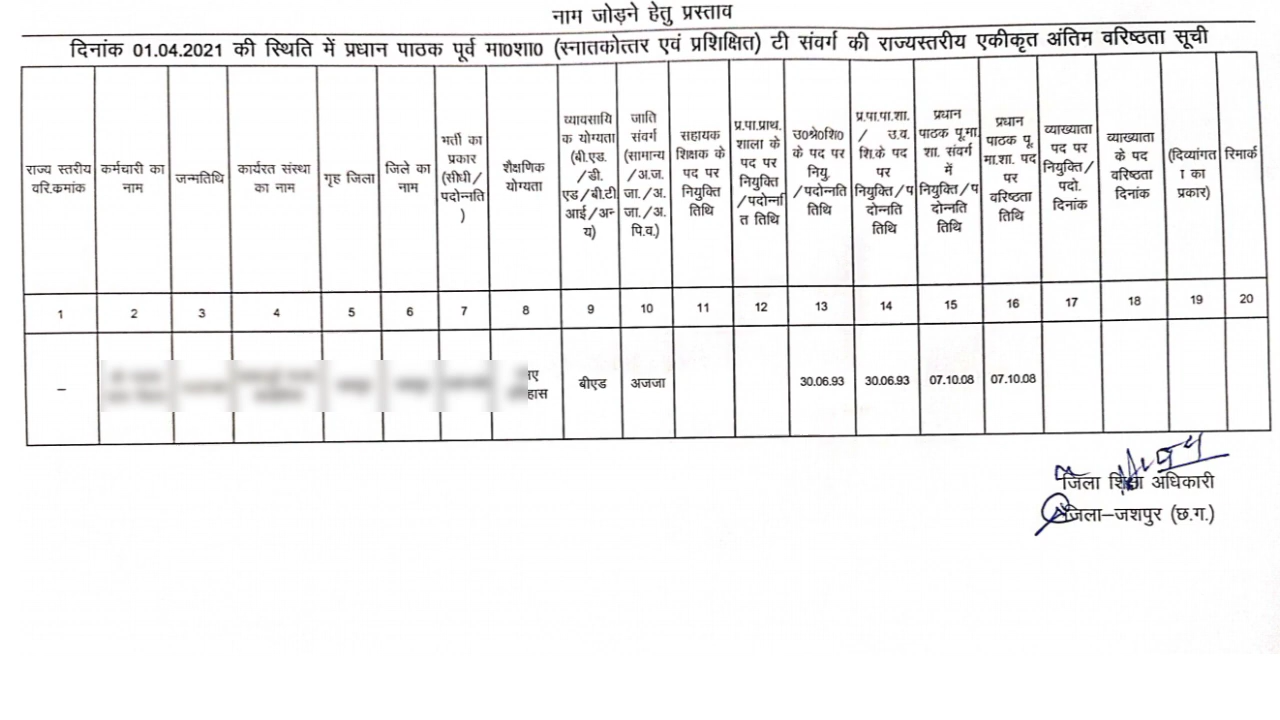 नाम जोड़ने हेतु प्रस्ताव
दिनांक 01.04.2021 की स्थिति में प्रधान पाठक पूर्व मा0शा0 (स्नातकोत्तर एवं प्रशिक्षित) टी संवर्ग की राज्यस्तरीय एकीकृत अंतिम वरिष्ठता सूची
राज्य स्तरीय
वरि.क्रमांक
कर्मचारी का
नाम
जन्मतिथि
कार्यरत संस्था
का नाम
गृह जिला
जिले का
नाम
भर्ती का
प्रकार
(सीधी/
पदोन्नति
)
शैक्षणिक
योग्यता
व्यावसायि
क योग्यता
(बी.एड.
/डी.
एड/बी.टी.
आई/अन्
य)
जाति
संवर्ग
(सामान्य
/अ.ज.
जा./अ.
जा./अ.
पि.व.)
सहायक
शिक्षक के
पद पर
नियुक्ति
तिथि
प्र.पा.प्राथ.
शाला के
पद पर
नियुक्ति
/पदोन्न
ति तिथि
उ0श्रे0शि0
के पद पर
नियु.
/पदोन्नति
तिथि
प्र.पा.पा.शा.
/ उ.व.
शि.के पद
पर
नियुक्ति/प
दोन्नति
तिथि
प्रधान
पाठक पू.मा.
शा. संवर्ग
में
नियुक्ति/प
दोन्नति
तिथि
प्रधान
पाठक पू.
मा.शा. पद
पर
वरिष्ठता
तिथि
व्याख्याता
पद पर
नियुक्ति/
पदो.
दिनांक
व्याख्याता
के पद
वरिष्ठता
दिनांक
(दिव्यांगत
ा का
प्रकार)
रिमार्क
1 2 3 4 5 6 7 8 9 10 11 12 13 14 15 16 17 18 19 20
– बीएड अजजा 30.06.93 30.06.93 07.10.08 07.10.08
जिला शिक्षा अधिकारी
जिला–जशपुर (छ.ग.)